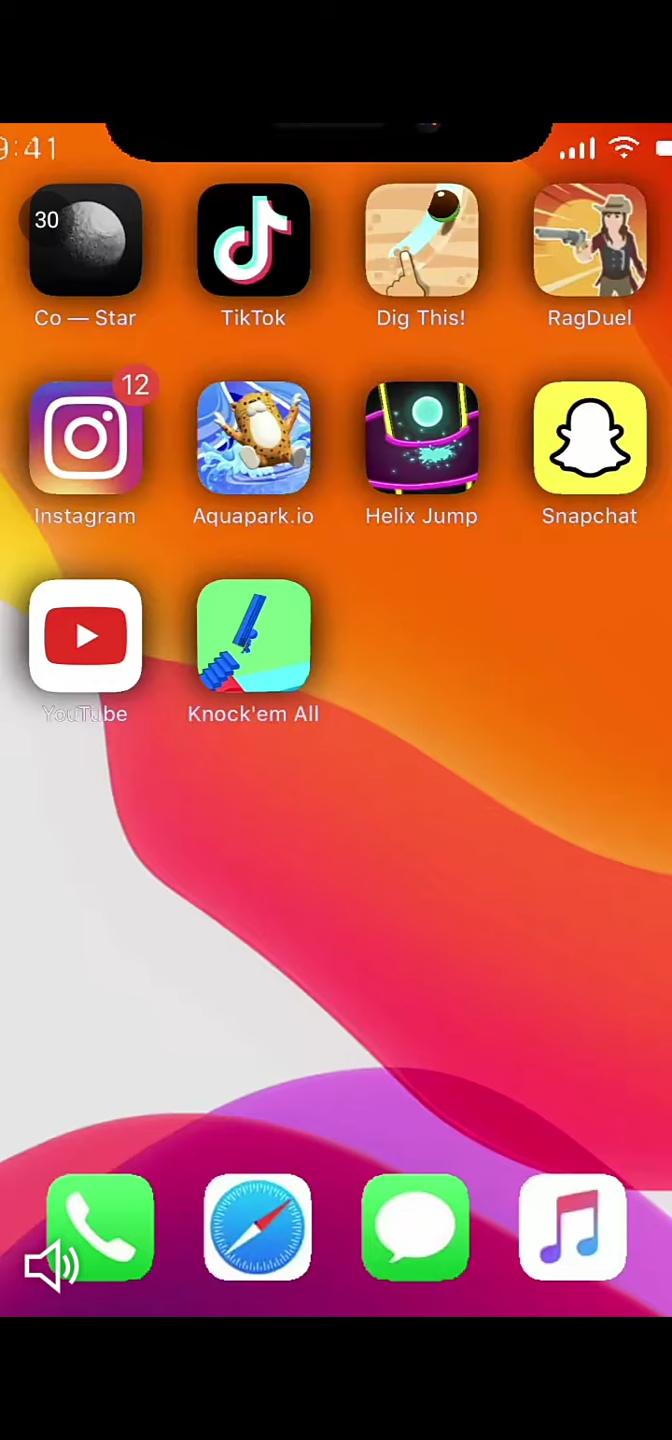 9:41
30
Co — Star
TikTok
Dig This!
RagDuel
12
Instagram
Aquapark.io
Helix Jump
Snapchat
YouTube
Knock'em All